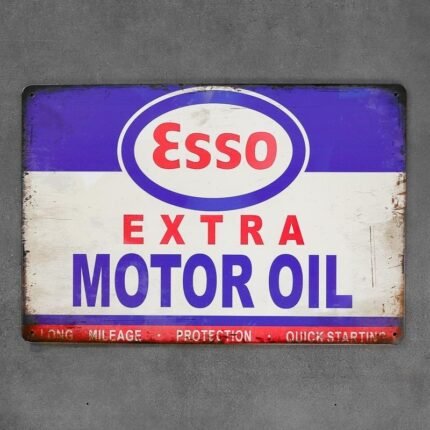 Esso
EXTRA
MOTOR OIL
LONG MILEAGE • PROTECTION • QUICK STARTING